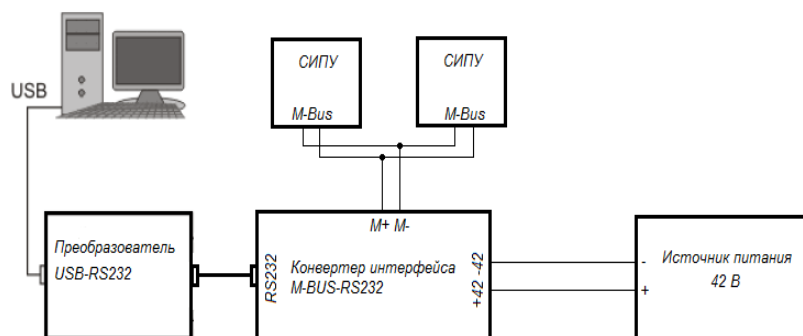 USB
СИПУ
M-Bus
СИПУ
M-Bus
Преобразователь
USB-RS232
RS232
M+ M-
Конвертер интерфейса
M-BUS-RS232
+42 -42
-
+
Источник питания
42 В